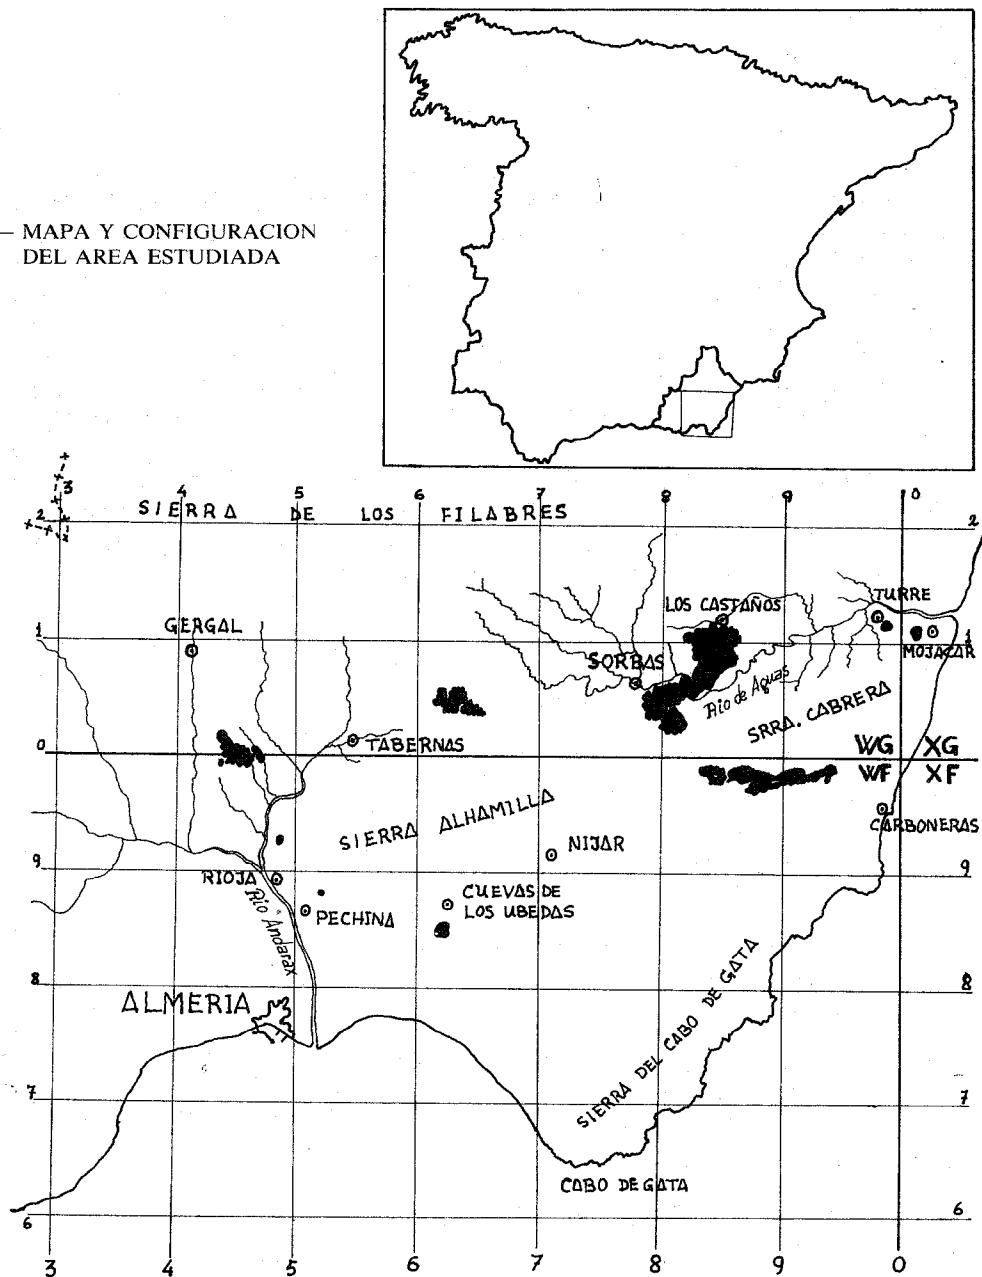 — MAPA Y CONFIGURACION
DEL AREA ESTUDIADA
3 4 5 6 7 8 9 0
SIERRA DE LOS FILABRES
2 2
LOS CASTAÑOS
TURRE
GERGAL
1 1
MOJACAR
SORBAS
Rio de Aguas
SRRA. CABRERA
0
TABERNAS
WG XG
WF XF
SIERRA ALHAMILLA
CARBONERAS
NIJAR
9 9
RIOJA
CUEVAS DE
LOS UBEDAS
PECHINA
Rio Andarax
8 8
ALMERIA
SIERRA DEL CABO DE GATA
7 7
CABO DE GATA
6 6
3 4 5 6 7 8 9 0